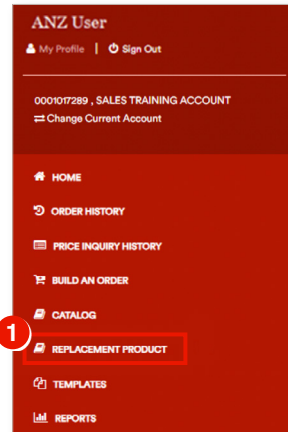 ANZ User
My Profile | Sign Out
0001017289 , SALES TRAINING ACCOUNT
Change Current Account
HOME
ORDER HISTORY
PRICE INQUIRY HISTORY
BUILD AN ORDER
CATALOG
1
REPLACEMENT PRODUCT
TEMPLATES
REPORTS